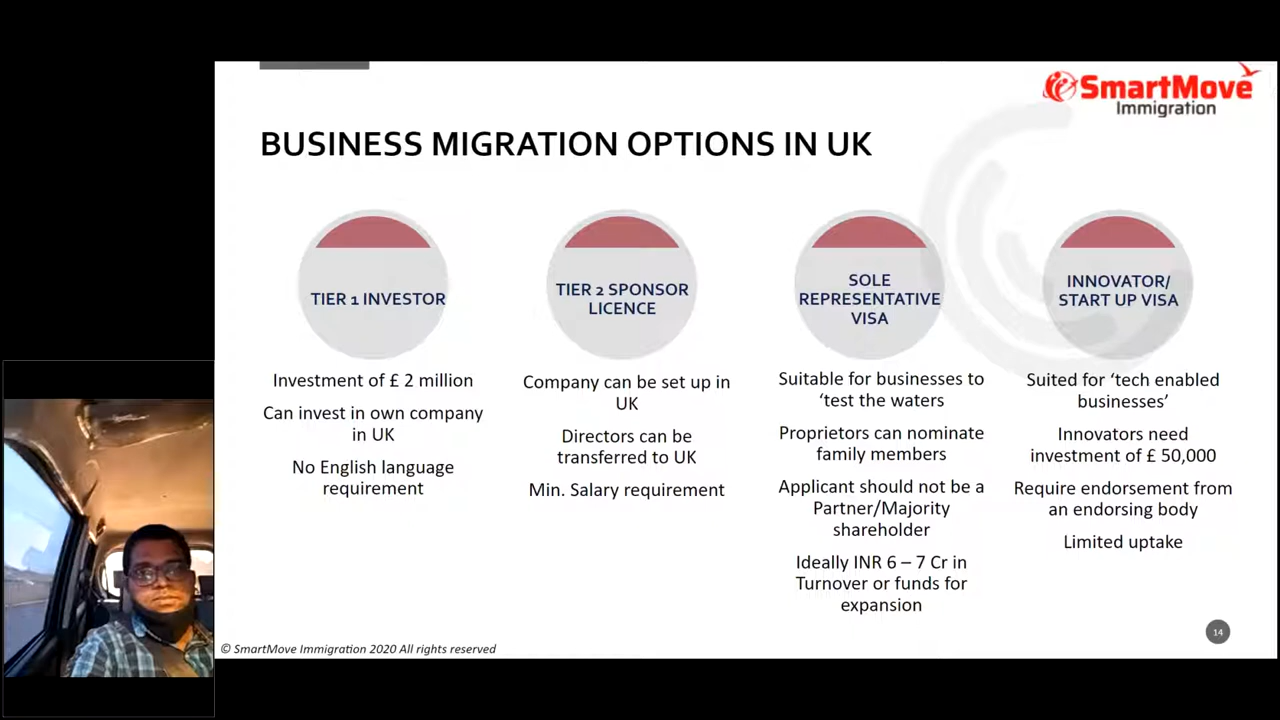 SmartMove
Immigration
BUSINESS MIGRATION OPTIONS IN UK
TIER 1 INVESTOR
Investment of £ 2 million
Can invest in own company
in UK
No English language
requirement
TIER 2 SPONSOR
LICENCE
Company can be set up in
UK
Directors can be
transferred to UK
Min. Salary requirement
SOLE
REPRESENTATIVE
VISA
Suitable for businesses to
‘test the waters
Proprietors can nominate
family members
Applicant should not be a
Partner/Majority
shareholder
Ideally INR 6 – 7 Cr in
Turnover or funds for
expansion
INNOVATOR/
START UP VISA
Suited for ‘tech enabled
businesses’
Innovators need
investment of £ 50,000
Require endorsement from
an endorsing body
Limited uptake
14
© SmartMove Immigration 2020 All rights reserved